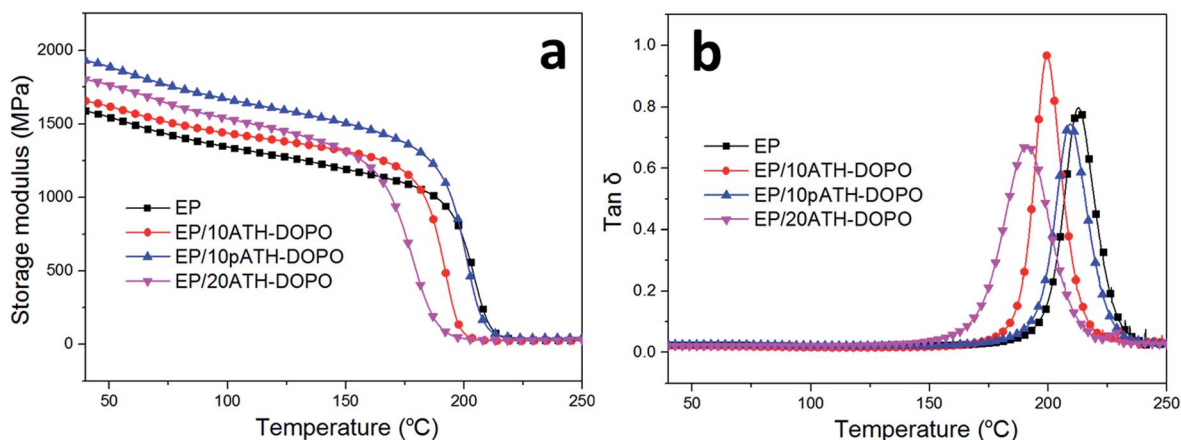 a
2000
1500
1000
500
0
Storage modulus (MPa)
EP
EP/10ATH-DOPO
EP/10pATH-DOPO
EP/20ATH-DOPO
50 100 150 200 250
Temperature (ºC)
b
1.0
0.8
0.6
0.4
0.2
0.0
Tan δ
EP
EP/10ATH-DOPO
EP/10pATH-DOPO
EP/20ATH-DOPO
50 100 150 200 250
Temperature (ºC)